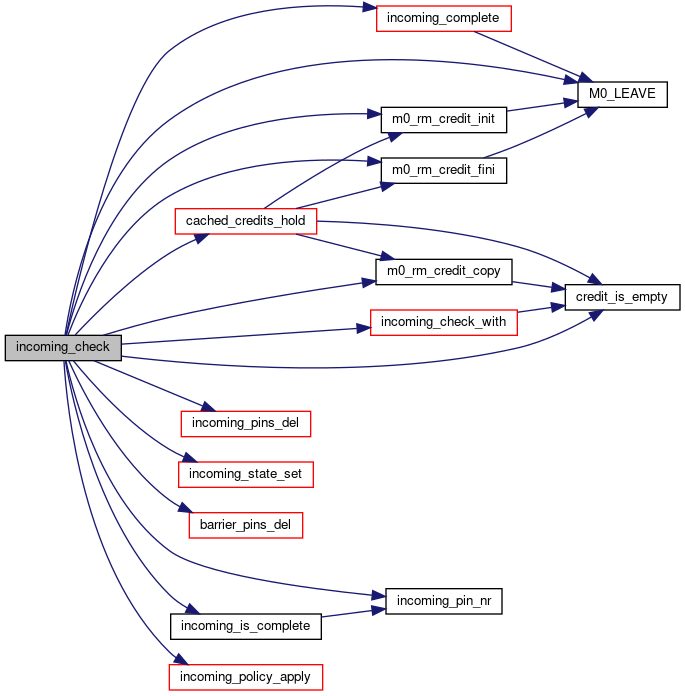 incoming_complete
M0_LEAVE
m0_rm_credit_init
m0_rm_credit_fini
cached_credits_hold
m0_rm_credit_copy
credit_is_empty
incoming_check_with
incoming_check
incoming_pins_del
incoming_state_set
barrier_pins_del
incoming_pin_nr
incoming_is_complete
incoming_policy_apply